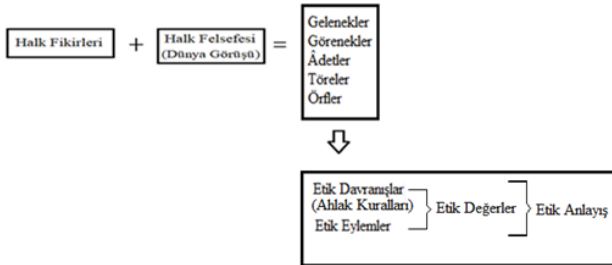 Halk Fikirleri
+
Halk Felsefesi
(Dünya Görüşü)
=
Gelenekler
Görenekler
Âdetler
Töreler
Örfler
Etik Davranışlar
(Ahlak Kuralları)
Etik Eylemler
Etik Değerler
Etik Anlayış